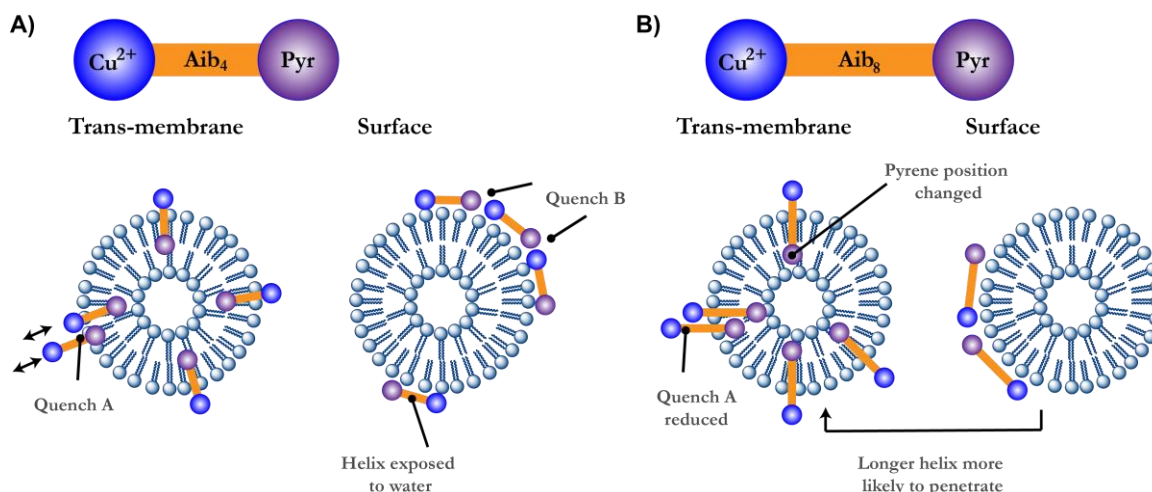 A)
Cu2+ Aib4 Pyr
Trans-membrane Surface
Quench B
Quench A
Helix exposed
to water
B)
Cu2+ Aib8 Pyr
Trans-membrane Surface
Pyrene position
changed
Quench A
reduced
Longer helix more
likely to penetrate